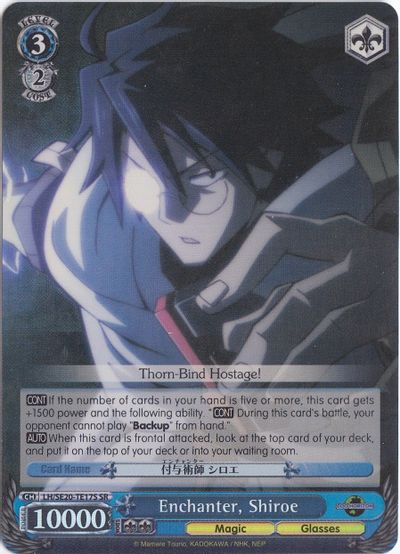 LEVEL
3
2
COST
Thorn-Bind Hostage!
CONT If the number of cards in your hand is five or more, this card gets
+1500 power and the following ability. "CONT During this card's battle, your
opponent cannot play "Backup" from hand."
AUTO When this card is frontal attacked, look at the top card of your deck,
and put it on the top of your deck or into your waiting room.
エンチャンター
Card Name 付与術師 シロエ
CH LH/SE20-TE17S SR
POWER 10000 SOUL Enchanter, Shiroe
Magic Glasses
© Mamare Touno, KADOKAWA / NHK, NEP